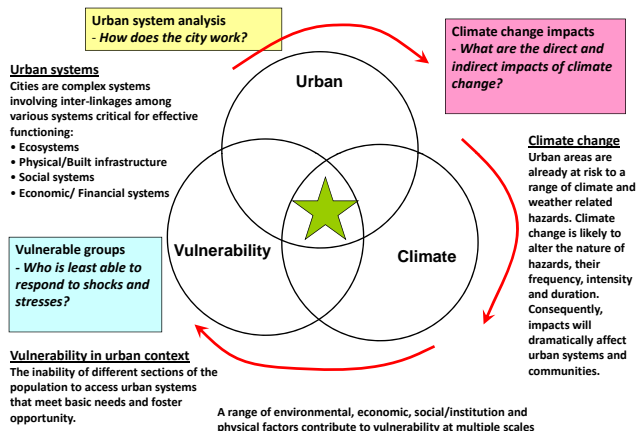 Urban system analysis
- How does the city work?
Climate change impacts
- What are the direct and
indirect impacts of climate
change?
Urban systems
Cities are complex systems
involving inter-linkages among
various systems critical for effective
functioning:
• Ecosystems
• Physical/Built infrastructure
• Social systems
• Economic/ Financial systems
Urban
Vulnerability
Climate
Climate change
Urban areas are
already at risk to a
range of climate and
weather related
hazards. Climate
change is likely to
alter the nature of
hazards, their
frequency, intensity
and duration.
Consequently,
impacts will
dramatically affect
urban systems and
communities.
Vulnerable groups
- Who is least able to
respond to shocks and
stresses?
Vulnerability in urban context
The inability of different sections of the
population to access urban systems
that meet basic needs and foster
opportunity.
A range of environmental, economic, social/institution and
physical factors contribute to vulnerability at multiple scales